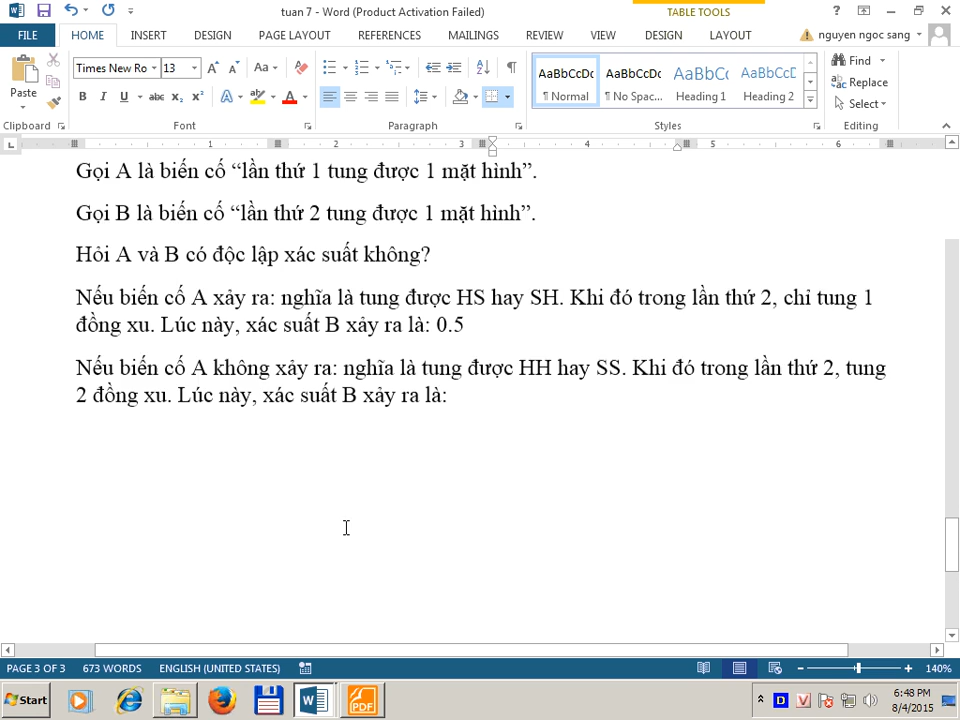 tuan 7 - Word (Product Activation Failed)
TABLE TOOLS
FILE
HOME
INSERT
DESIGN
PAGE LAYOUT
REFERENCES
MAILINGS
REVIEW
VIEW
DESIGN
LAYOUT
nguyen ngoc sang
Paste
Clipboard
Times New Ro
13
Font
Paragraph
AaBbCcDc
¶ Normal
AaBbCcDc
¶ No Spac...
AaBbC
Heading 1
AaBbCcD
Heading 2
Styles
Find
Replace
Select
Editing
1 2 3 4 5 6
Gọi A là biến cố “lần thứ 1 tung được 1 mặt hình”.
Gọi B là biến cố “lần thứ 2 tung được 1 mặt hình”.
Hỏi A và B có độc lập xác suất không?
Nếu biến cố A xảy ra: nghĩa là tung được HS hay SH. Khi đó trong lần thứ 2, chỉ tung 1
đồng xu. Lúc này, xác suất B xảy ra là: 0.5
Nếu biến cố A không xảy ra: nghĩa là tung được HH hay SS. Khi đó trong lần thứ 2, tung
2 đồng xu. Lúc này, xác suất B xảy ra là:
PAGE 3 OF 3
673 WORDS
ENGLISH (UNITED STATES)
140%
Start
PDF
6:48 PM
8/4/2015